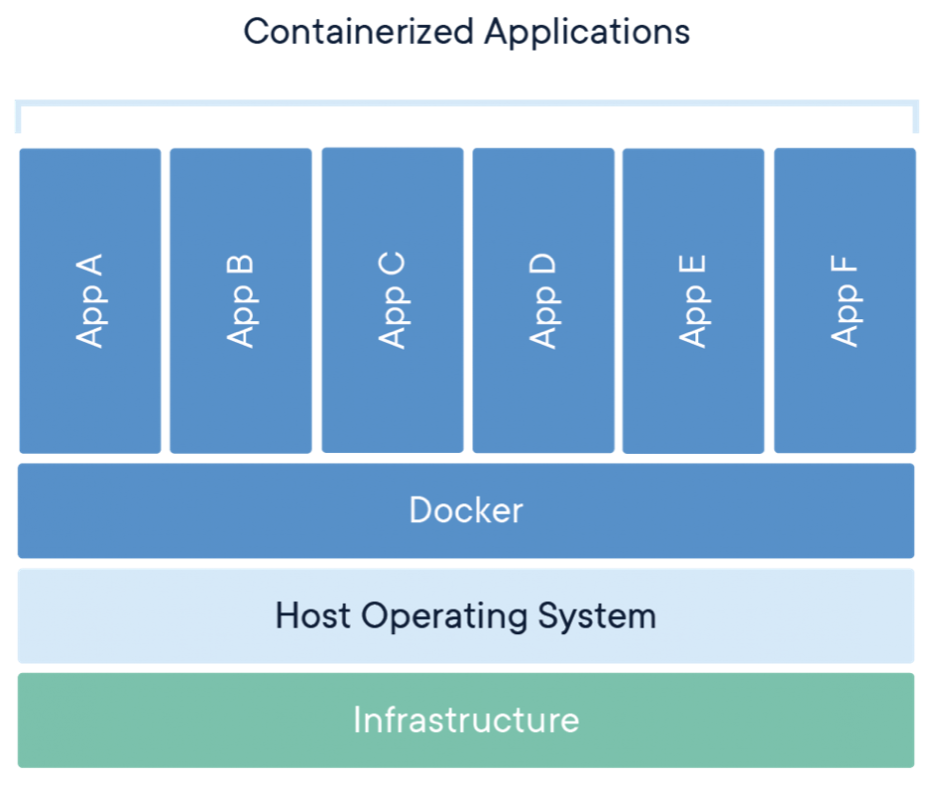 Containerized Applications
App A
App B
App C
App D
App E
App F
Docker
Host Operating System
Infrastructure